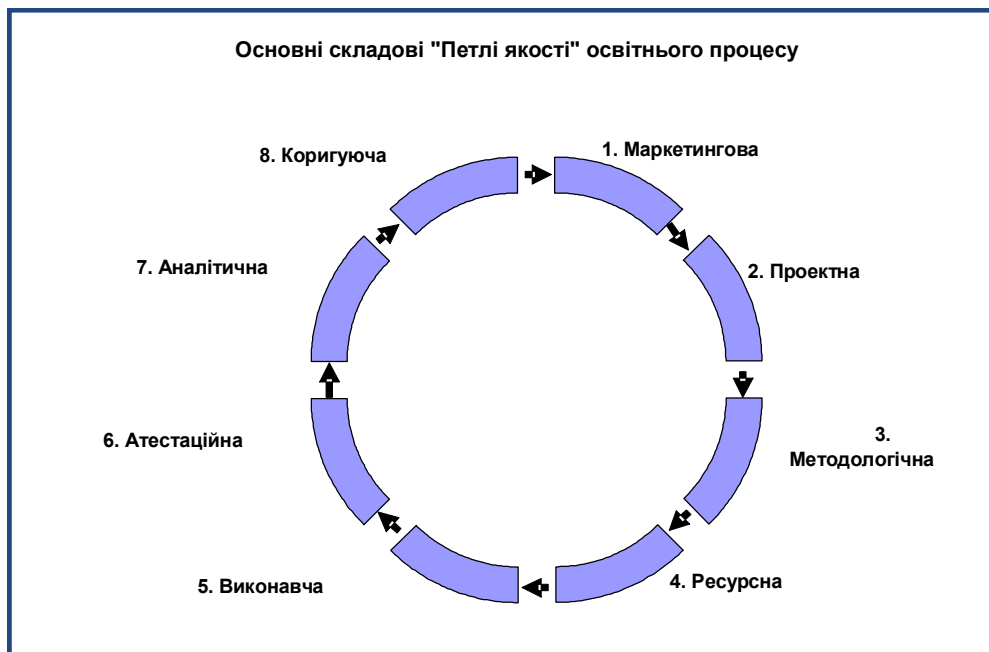 Основні складові "Петлі якості" освітнього процесу
1. Маркетингова
2. Проектна
3.
Методологічна
4. Ресурсна
5. Виконавча
6. Атестаційна
7. Аналітична
8. Коригуюча